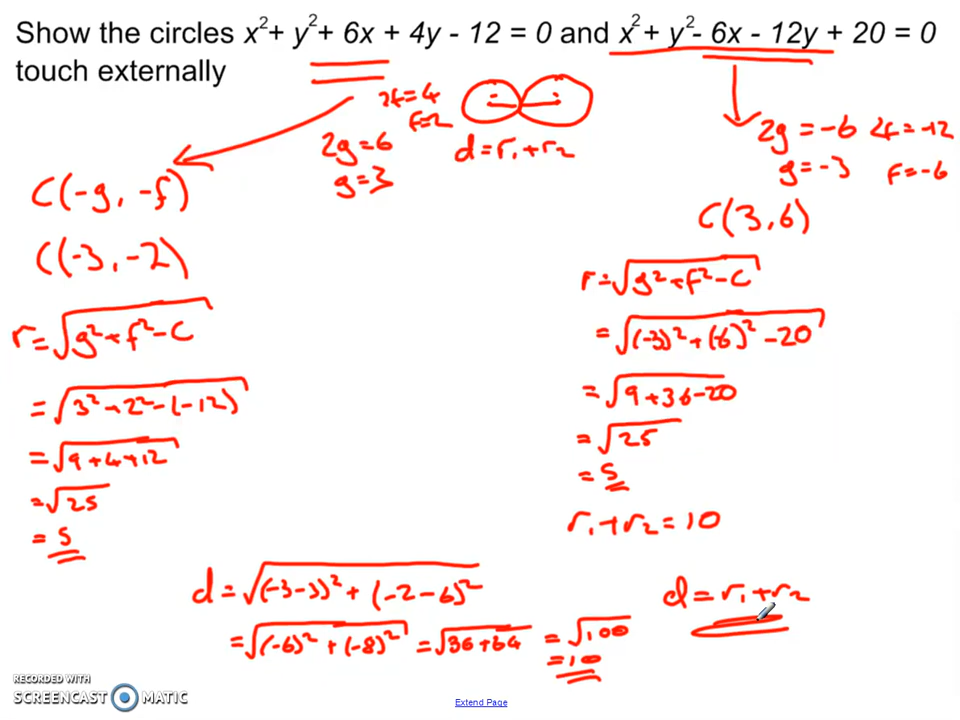 Show the circles x²+ y²+ 6x + 4y - 12 = 0 and x²+ y²- 6x - 12y + 20 = 0
touch externally
2f=4
f=2
2g=6
g=3
d=r₁+r₂
2g=-6 2f=-12
g=-3 f=-6
C(-g, -f)
C(-3, -2)
r=√(g²+f²-c)
=√(3²+2²-(-12))
=√(9+4+12)
=√25
=5
C(3,6)
r=√(g²+f²-c)
=√((-3)²+(-6)²-20)
=√(9+36-20)
=√25
=5
r₁+r₂=10
d=√((-3-3)²+(-2-6)²)
=√((-6)²+(-8)²)=√(36+64) =√100
=10
d=r₁+r₂
RECORDED WITH
SCREENCAST MATIC
Extend Page